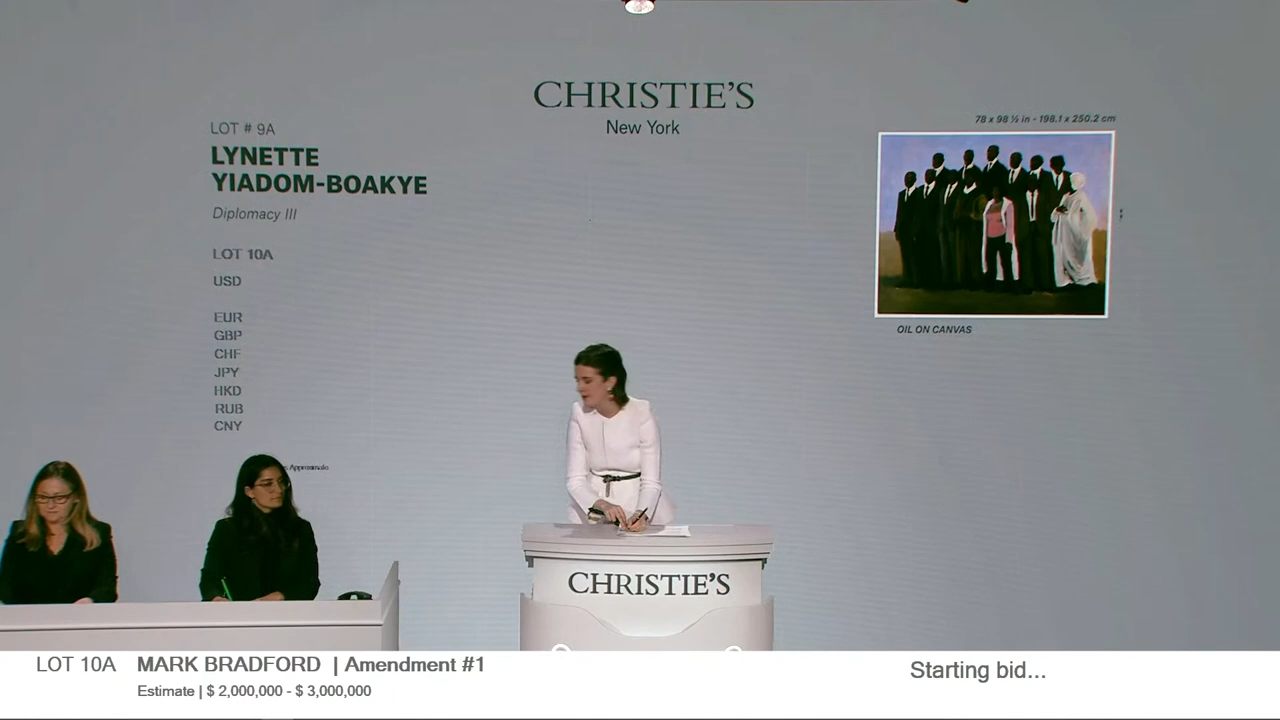 CHRISTIE'S
New York
LOT # 9A
LYNETTE
YIADOM-BOAKYE
Diplomacy III
LOT 10A
USD
EUR
GBP
CHF
JPY
HKD
RUB
CNY
Approximate
78 x 98 ½ in - 198.1 x 250.2 cm
OIL ON CANVAS
CHRISTIE'S
LOT 10A MARK BRADFORD | Amendment #1
Estimate | $ 2,000,000 - $ 3,000,000
Starting bid...